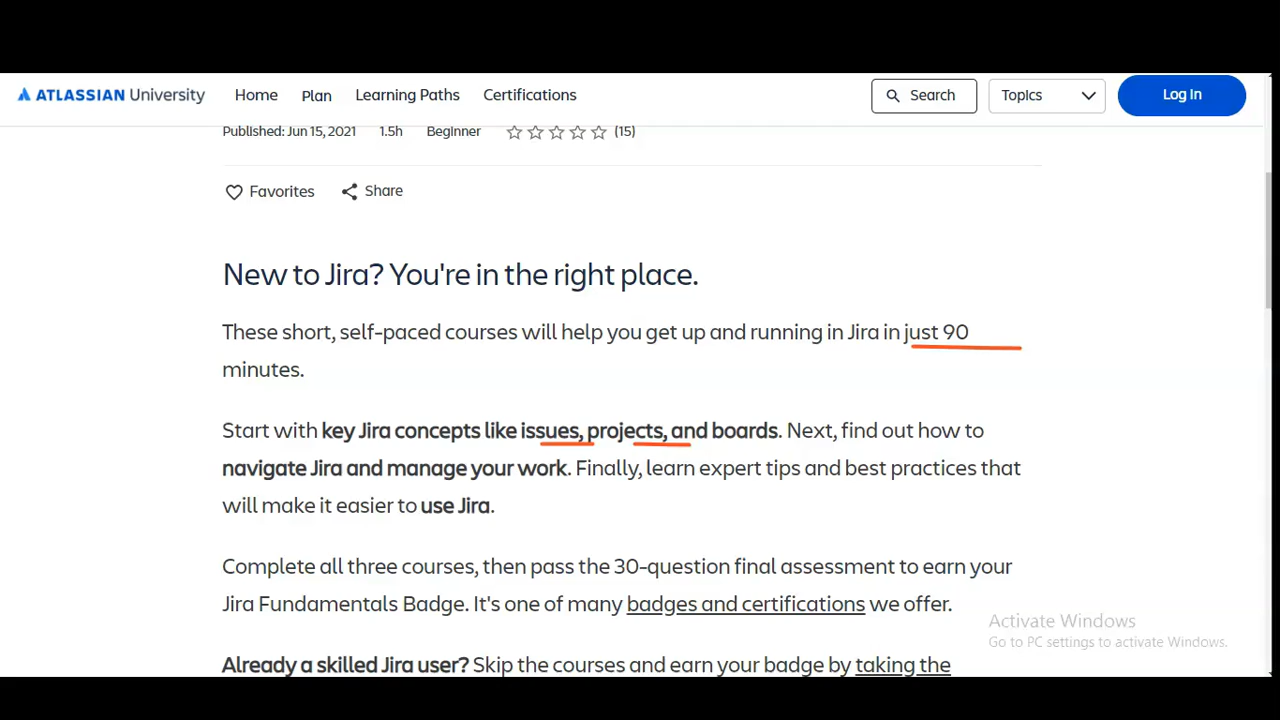 ATLASSIAN University Home Plan Learning Paths Certifications Search Topics Log In
Published: Jun 15, 2021 1.5h Beginner (15)
Favorites Share
New to Jira? You're in the right place.
These short, self-paced courses will help you get up and running in Jira in just 90
minutes.
Start with key Jira concepts like issues, projects, and boards. Next, find out how to
navigate Jira and manage your work. Finally, learn expert tips and best practices that
will make it easier to use Jira.
Complete all three courses, then pass the 30-question final assessment to earn your
Jira Fundamentals Badge. It's one of many badges and certifications we offer.
Activate Windows
Go to PC settings to activate Windows.
Already a skilled Jira user? Skip the courses and earn your badge by taking the